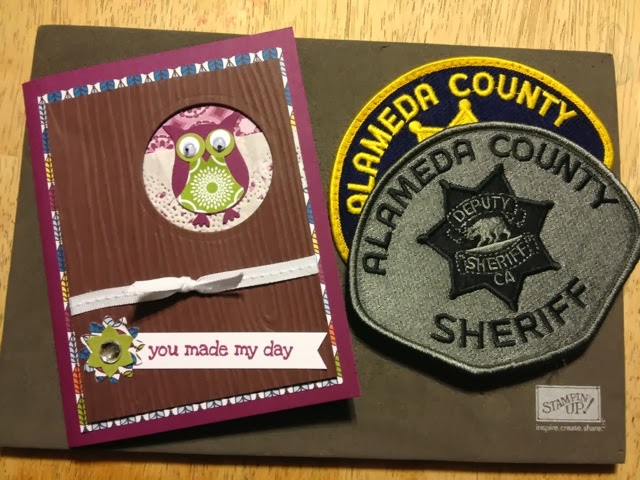 you made my day
ALAMEDA COUNTY
ALAMEDA COUNTY
DEPUTY
SHERIFF
CA
SHERIFF
STAMPIN'
UP!
inspire.create.share.